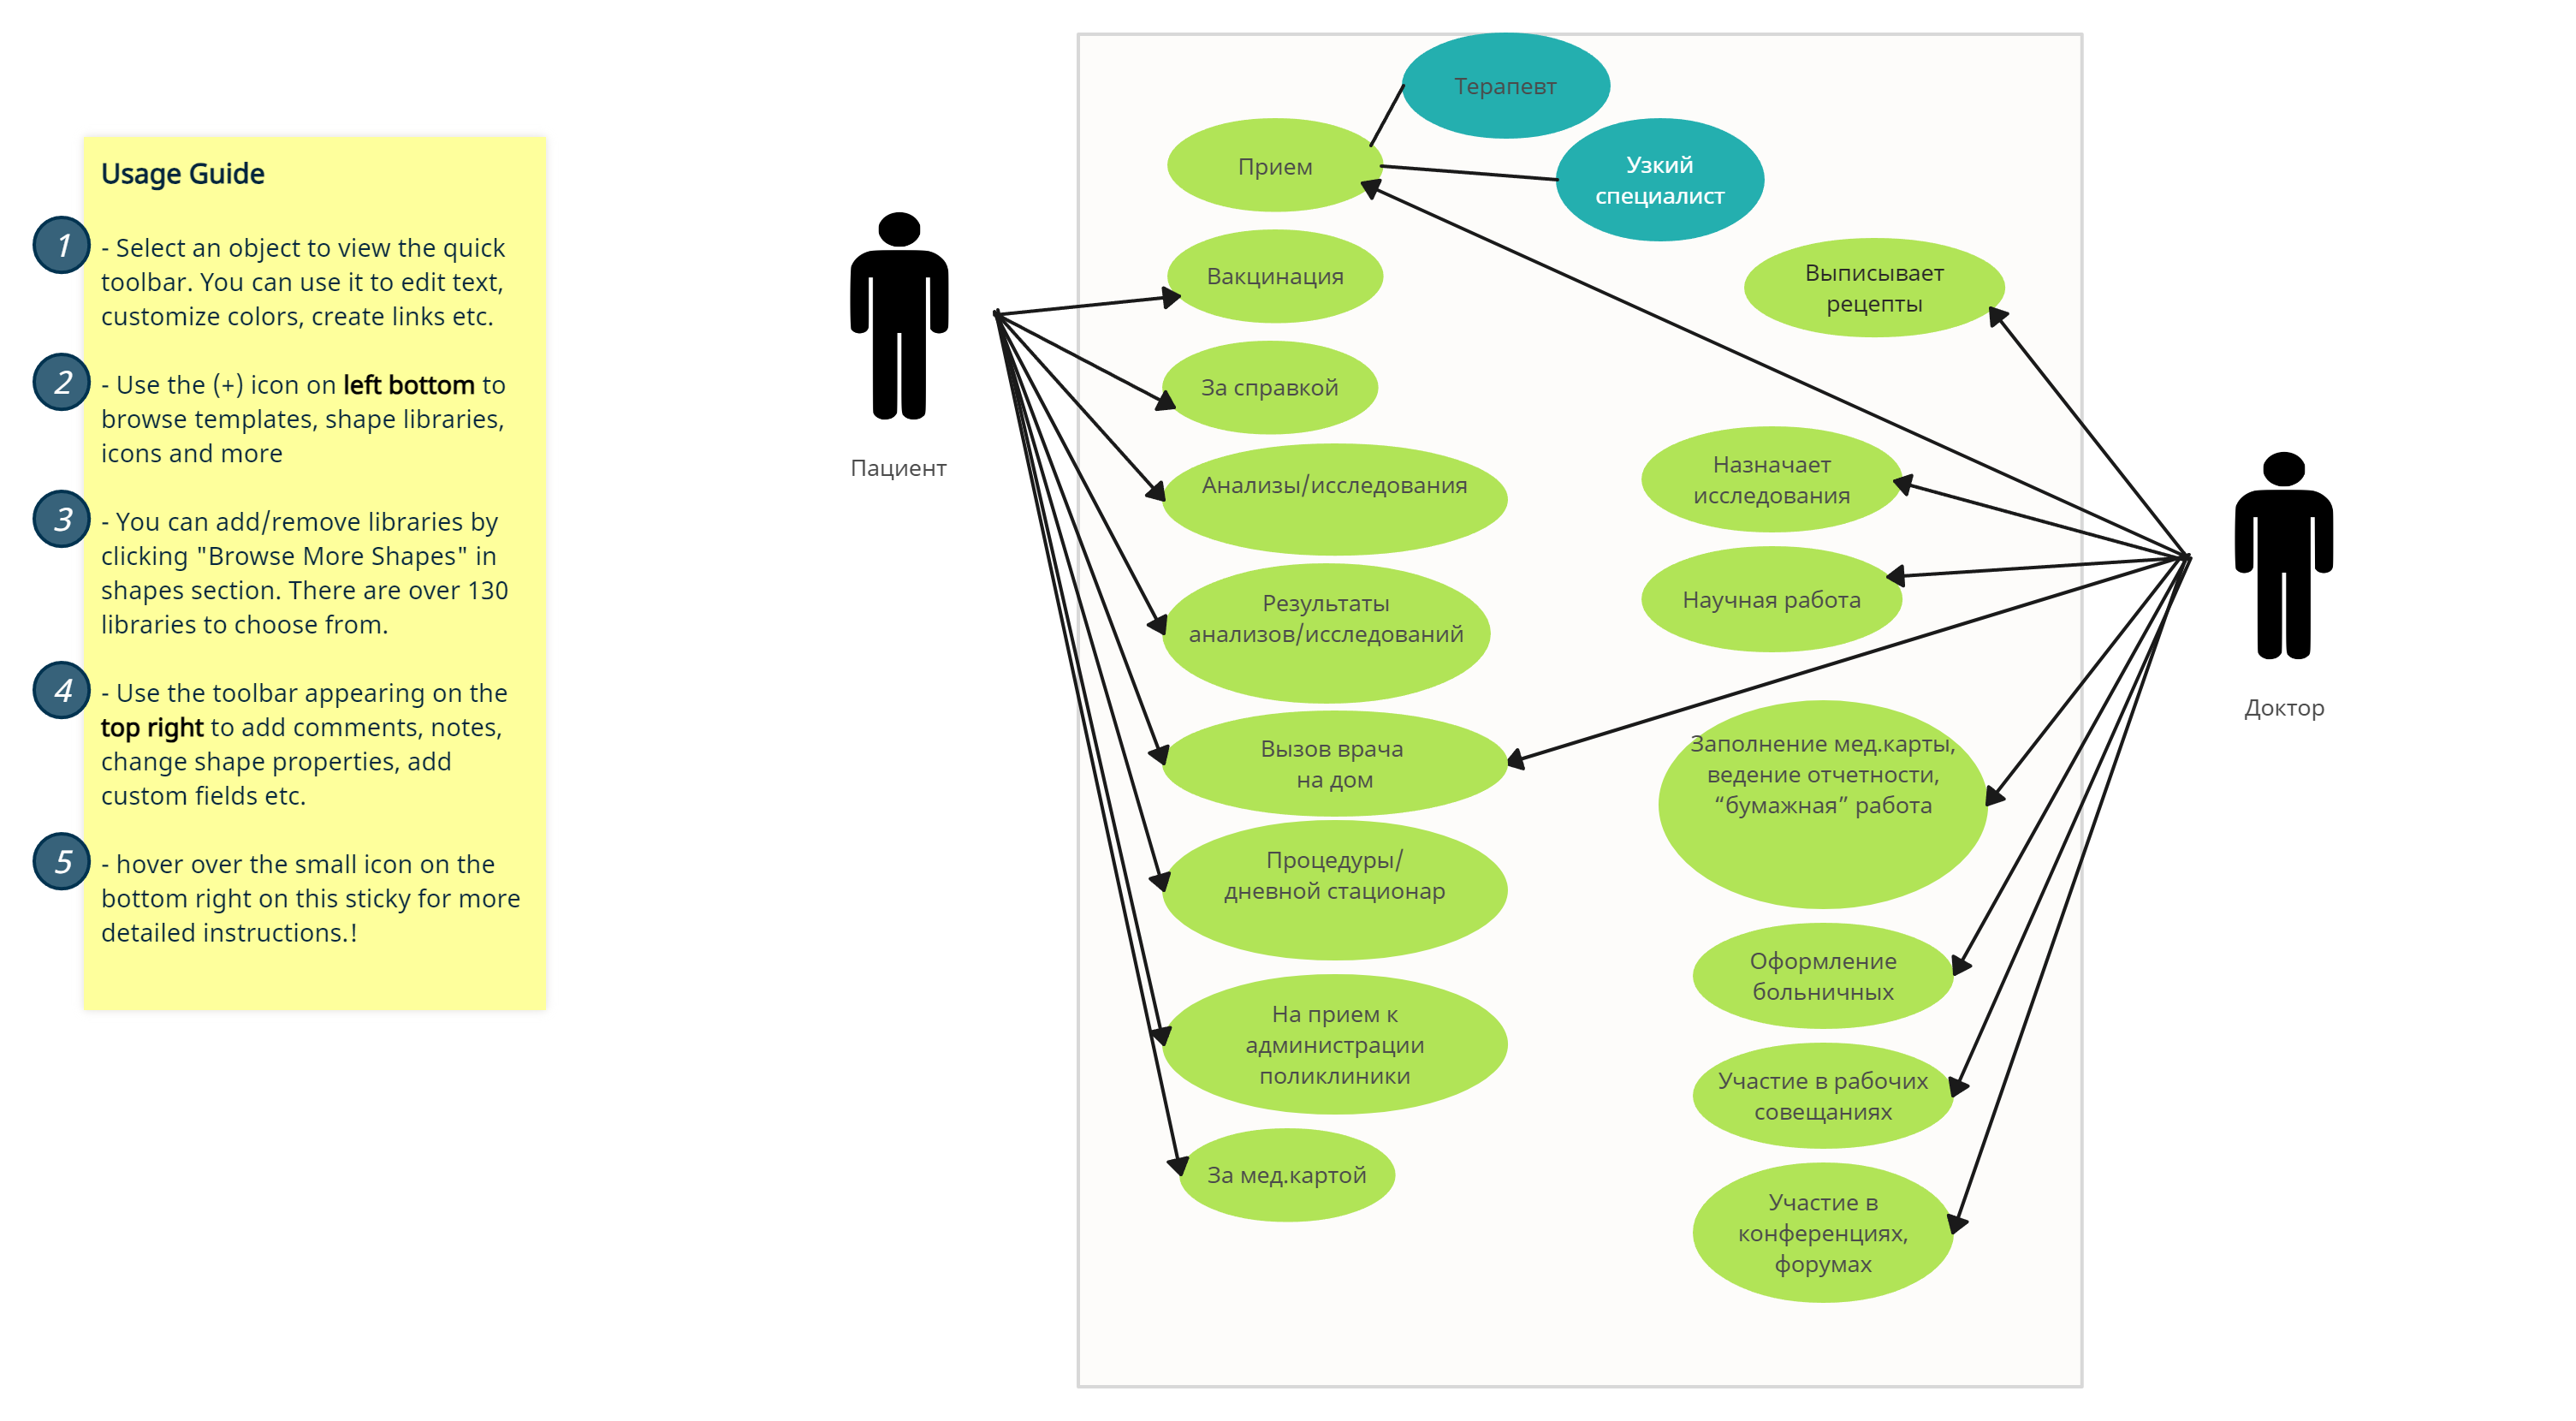 Usage Guide
1
- Select an object to view the quick
toolbar. You can use it to edit text,
customize colors, create links etc.
2
- Use the (+) icon on left bottom to
browse templates, shape libraries,
icons and more
3
- You can add/remove libraries by
clicking "Browse More Shapes" in
shapes section. There are over 130
libraries to choose from.
4
- Use the toolbar appearing on the
top right to add comments, notes,
change shape properties, add
custom fields etc.
5
- hover over the small icon on the
bottom right on this sticky for more
detailed instructions.!
Пациент
Терапевт
Прием
Узкий
специалист
Вакцинация
За справкой
Анализы/исследования
Результаты
анализов/исследований
Вызов врача
на дом
Процедуры/
дневной стационар
На прием к
администрации
поликлиники
За мед.картой
Выписывает
рецепты
Назначает
исследования
Научная работа
Заполнение мед.карты,
ведение отчетности,
“бумажная” работа
Оформление
больничных
Участие в рабочих
совещаниях
Участие в
конференциях,
форумах
Доктор